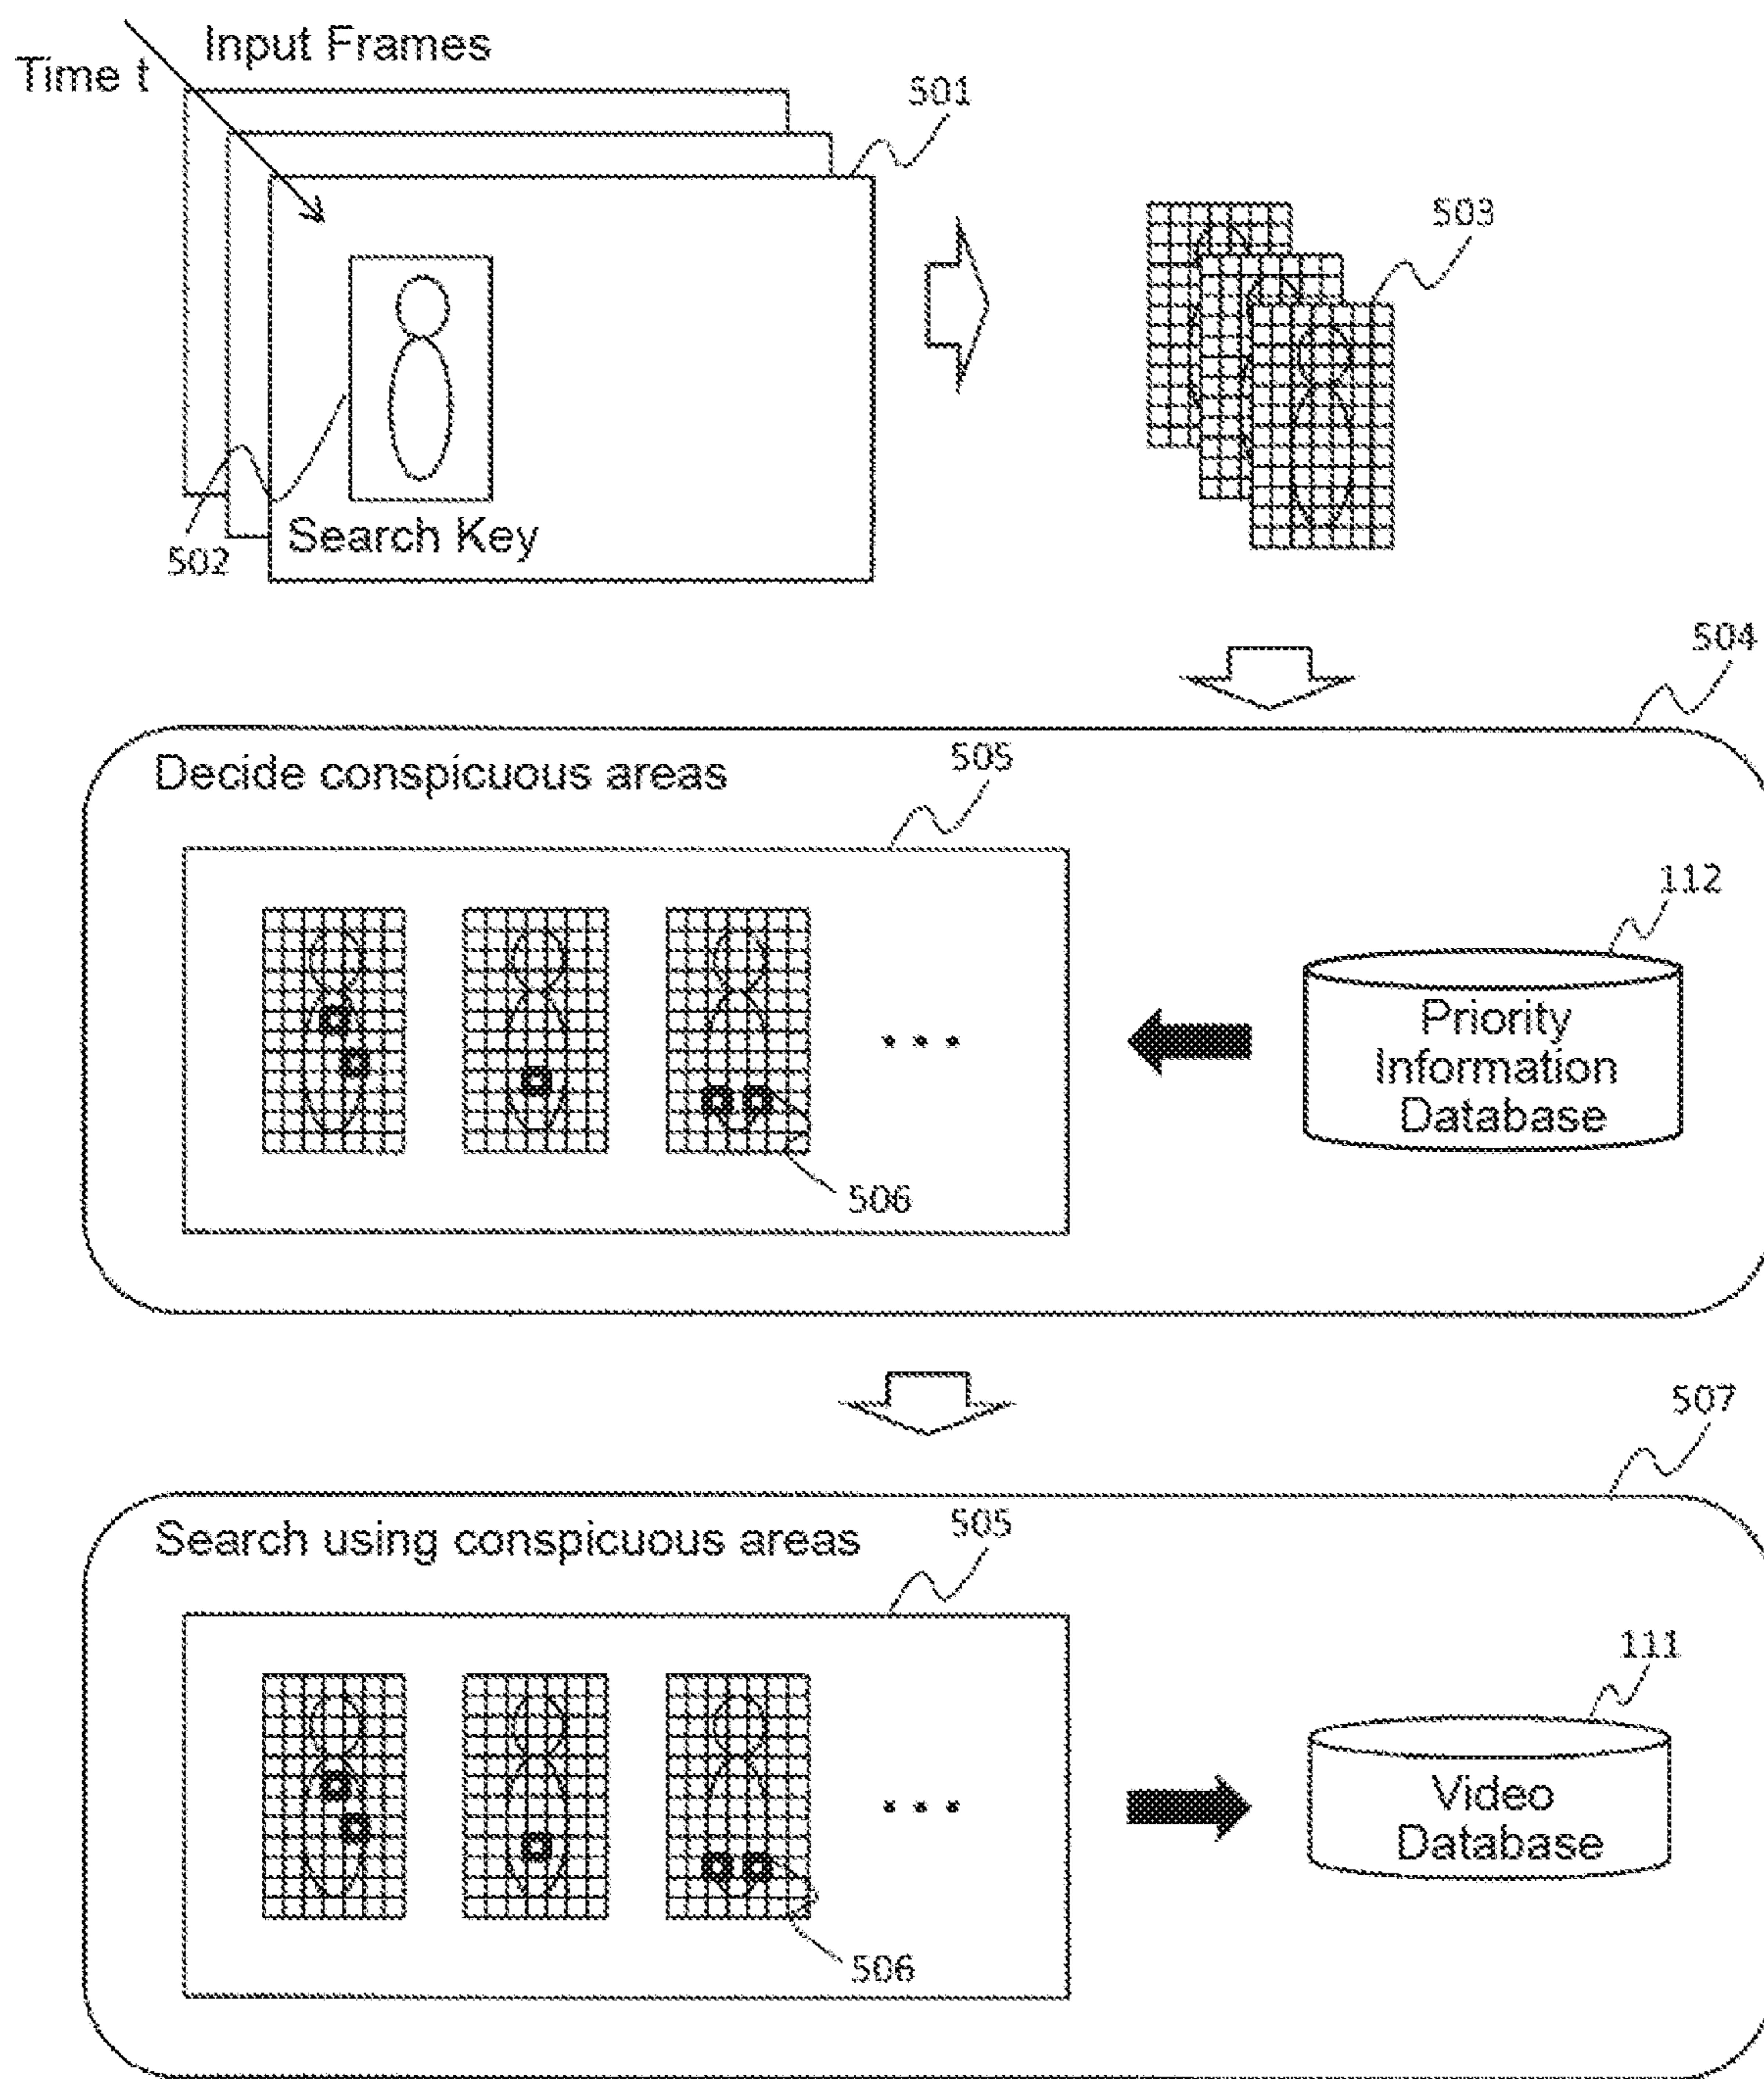 Input Frames
Time t
501
503
502
Search Key
504
Decide conspicuous areas
505
112
Priority
Information
Database
. . .
506
507
Search using conspicuous areas
505
111
Video
Database
. . .
506